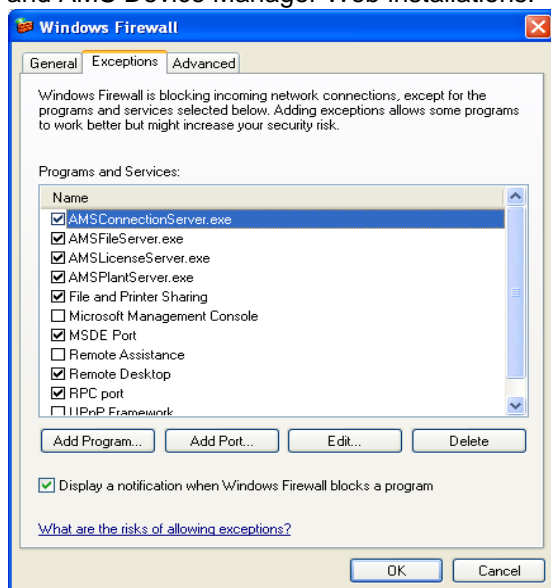 and AMS Device Manager Web installations.
Windows Firewall
General Exceptions Advanced
Windows Firewall is blocking incoming network connections, except for the
programs and services selected below. Adding exceptions allows some programs
to work better but might increase your security risk.
Programs and Services:
Name
AMSConnectionServer.exe
AMSFileServer.exe
AMSLicenseServer.exe
AMSPlantServer.exe
File and Printer Sharing
Microsoft Management Console
MSDE Port
Remote Assistance
Remote Desktop
RPC port
UPnP Framework
Add Program... Add Port... Edit... Delete
Display a notification when Windows Firewall blocks a program
What are the risks of allowing exceptions?
OK Cancel